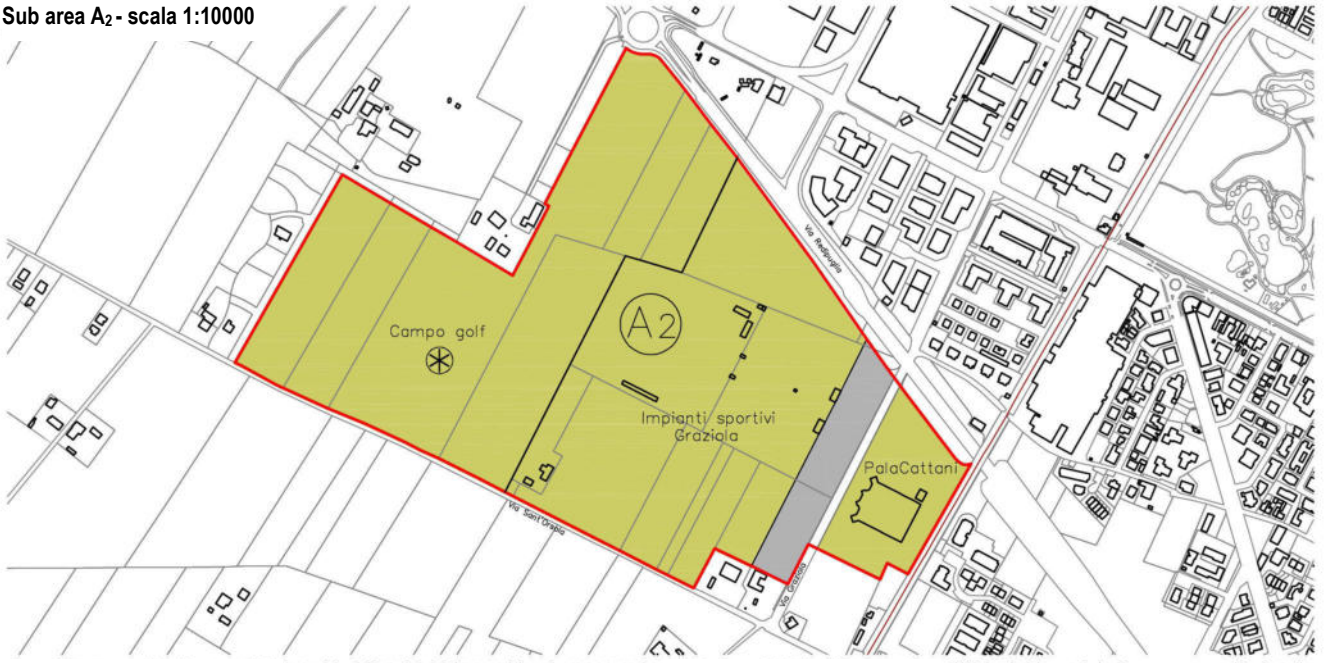 Sub area A₂ - scala 1:10000
Via Redipuglia
A2
Campo golf
Impianti sportivi
Graziola
PalaCattani
Via Sant'Orsola
Via Graziola